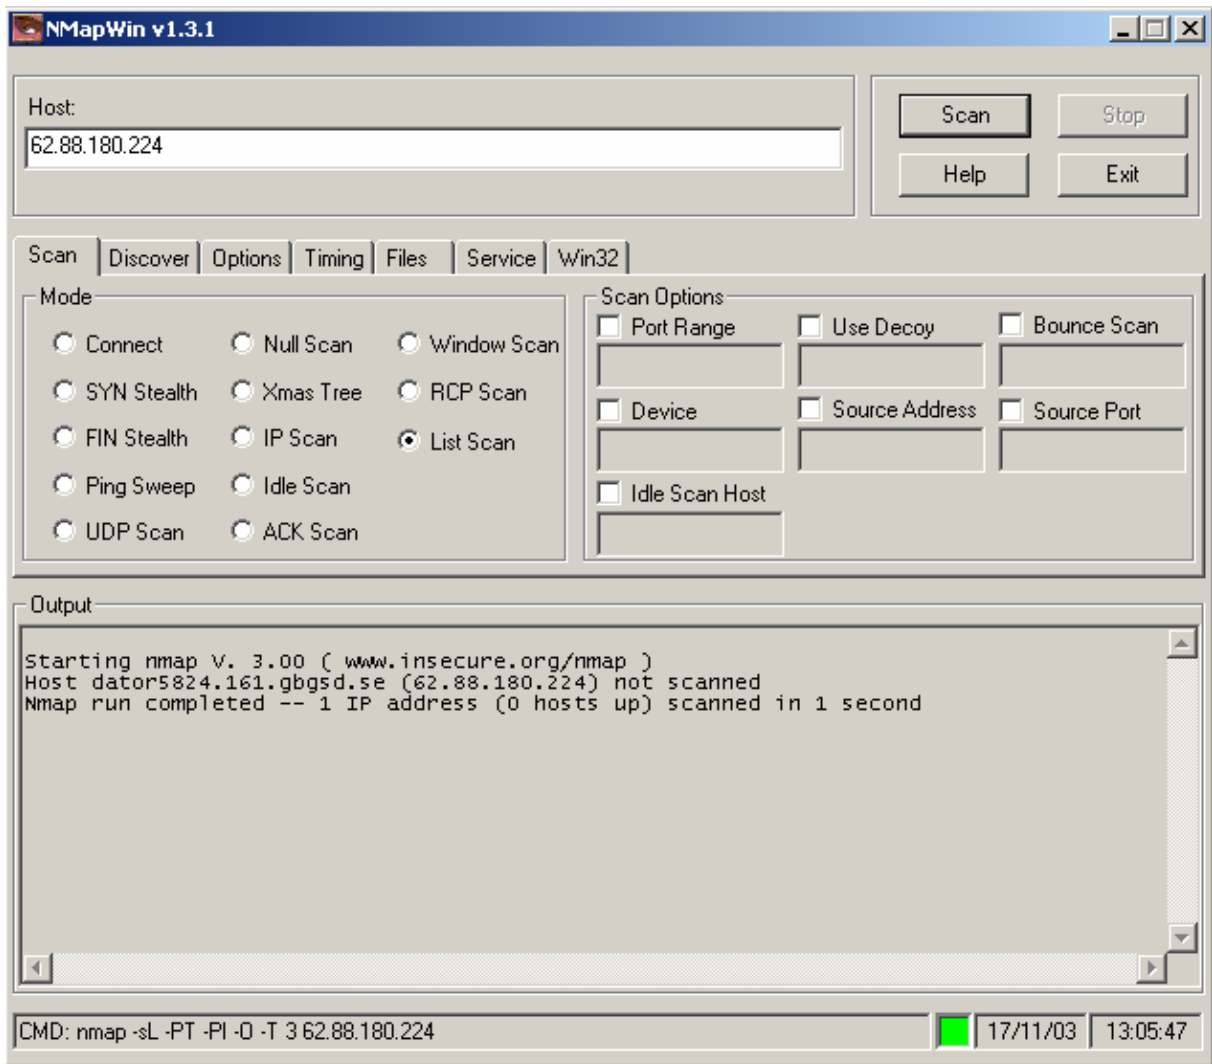 NMapWin v1.3.1
Host:
62.88.180.224
Scan
Stop
Help
Exit
Scan
Discover
Options
Timing
Files
Service
Win32
Mode
Connect
Null Scan
Window Scan
SYN Stealth
Xmas Tree
RCP Scan
FIN Stealth
IP Scan
List Scan
Ping Sweep
Idle Scan
UDP Scan
ACK Scan
Scan Options
Port Range
Use Decoy
Bounce Scan
Device
Source Address
Source Port
Idle Scan Host
Output
Starting nmap V. 3.00 ( www.insecure.org/nmap )
Host dator5824.161.gbgsd.se (62.88.180.224) not scanned
Nmap run completed -- 1 IP address (0 hosts up) scanned in 1 second
CMD: nmap -sL -PT -PI -O -T 3 62.88.180.224
17/11/03
13:05:47